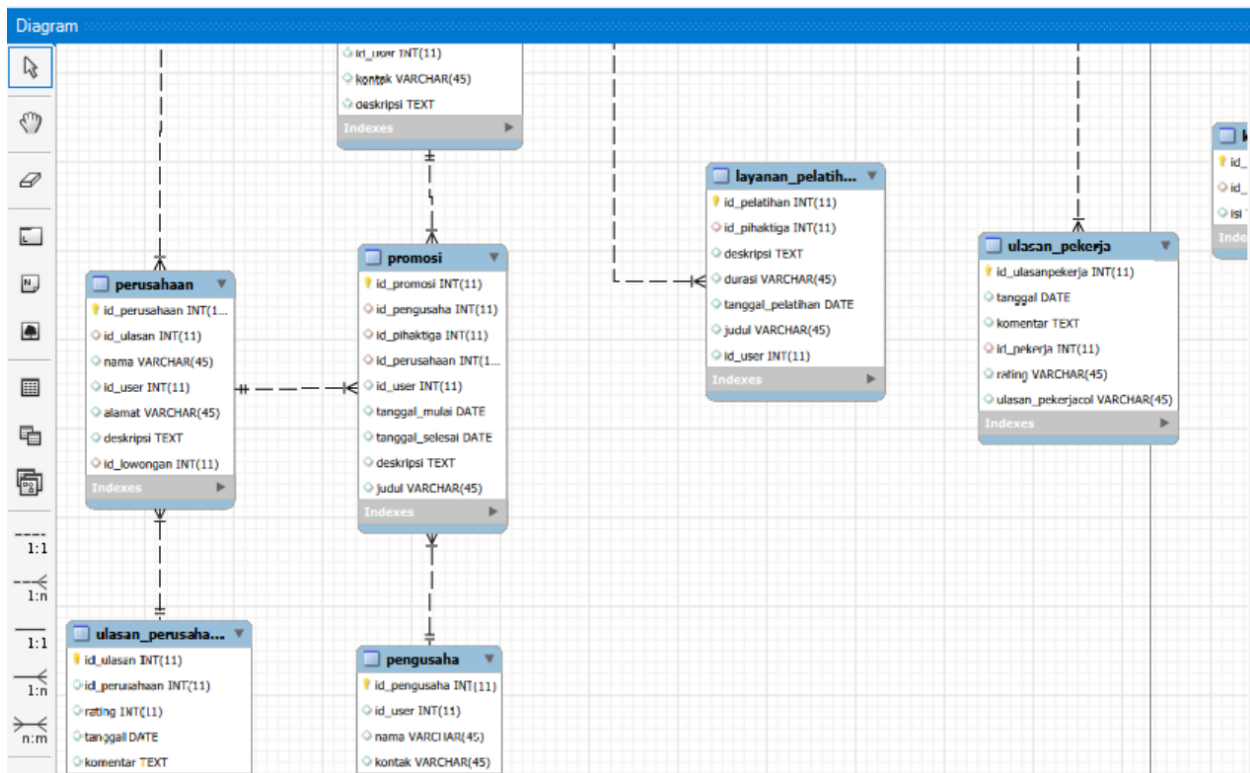 Diagram
id_user INT(11)
kontak VARCHAR(45)
deskripsi TEXT
Indexes
layanan_pelatih...
id_pelatihan INT(11)
id_pihaktiga INT(11)
deskripsi TEXT
durasi VARCHAR(45)
tanggal_pelatihan DATE
judul VARCHAR(45)
id_user INT(11)
Indexes
id_
id_
isi
Inde
ulasan_pekerja
id_ulasanpekerja INT(11)
tanggal DATE
komentar TEXT
id_pekerja INT(11)
rating VARCHAR(45)
ulasan_pekerjacol VARCHAR(45)
Indexes
promosi
id_promosi INT(11)
id_pengusaha INT(11)
id_pihaktiga INT(11)
id_perusahaan INT(1...
id_user INT(11)
tanggal_mulai DATE
tanggal_selesai DATE
deskripsi TEXT
judul VARCHAR(45)
Indexes
perusahaan
id_perusahaan INT(1...
id_ulasan INT(11)
nama VARCHAR(45)
id_user INT(11)
alamat VARCHAR(45)
deskripsi TEXT
id_lowongan INT(11)
Indexes
1:1
1:n
1:1
1:n
n:m
ulasan_perusaha...
id_ulasan INT(11)
id_perusahaan INT(11)
rating INT(11)
tanggal DATE
komentar TEXT
pengusaha
id_pengusaha INT(11)
id_user INT(11)
nama VARCHAR(45)
kontak VARCHAR(45)